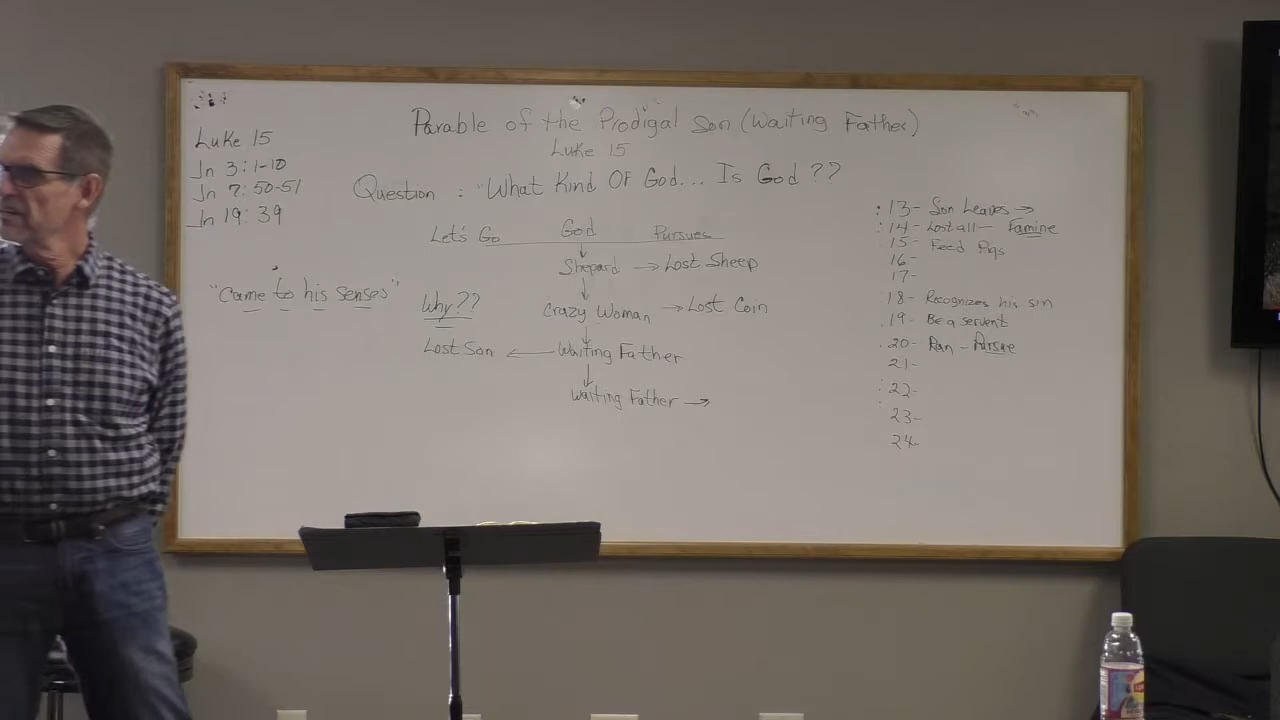 Parable of the Prodigal Son (Waiting Father)
Luke 15
Question : "What Kind Of God... Is God ??
Luke 15
Jn 3:1-10
Jn 7:50-51
Jn 19:39
"Came to his senses"
Let's Go God Pursues
Shepard → Lost Sheep
Why?? Crazy Woman → Lost Coin
Lost Son ← Waiting Father
Waiting Father →
13- Son Leaves →
14- Lost all — Famine
15- Feed Pigs
16-
17-
18- Recognizes his sin
19- Be a servent
20- Ran - Pursue
21-
22-
23-
24-